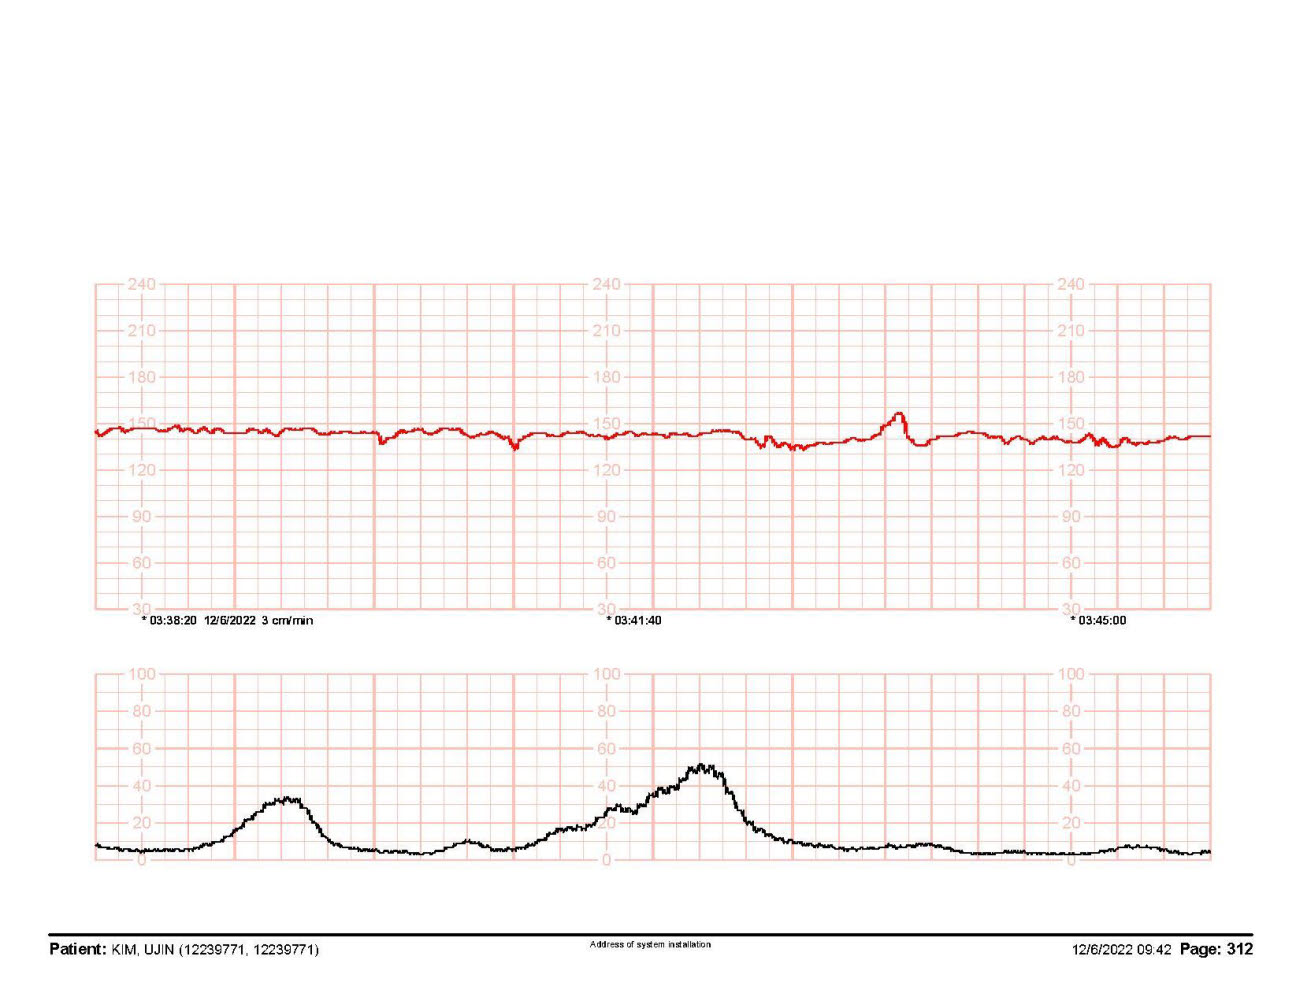 240 240 240
210 210 210
180 180 180
150 150 150
120 120 120
90 90 90
60 60 60
30 30 30
* 03:38:20 12/6/2022 3 cm/min * 03:41:40 * 03:45:00
100 100 100
80 80 80
60 60 60
40 40 40
20 20 20
0 0 0
Patient: KIM, UJIN (12239771, 12239771) Address of system installation 12/6/2022 09:42 Page: 312